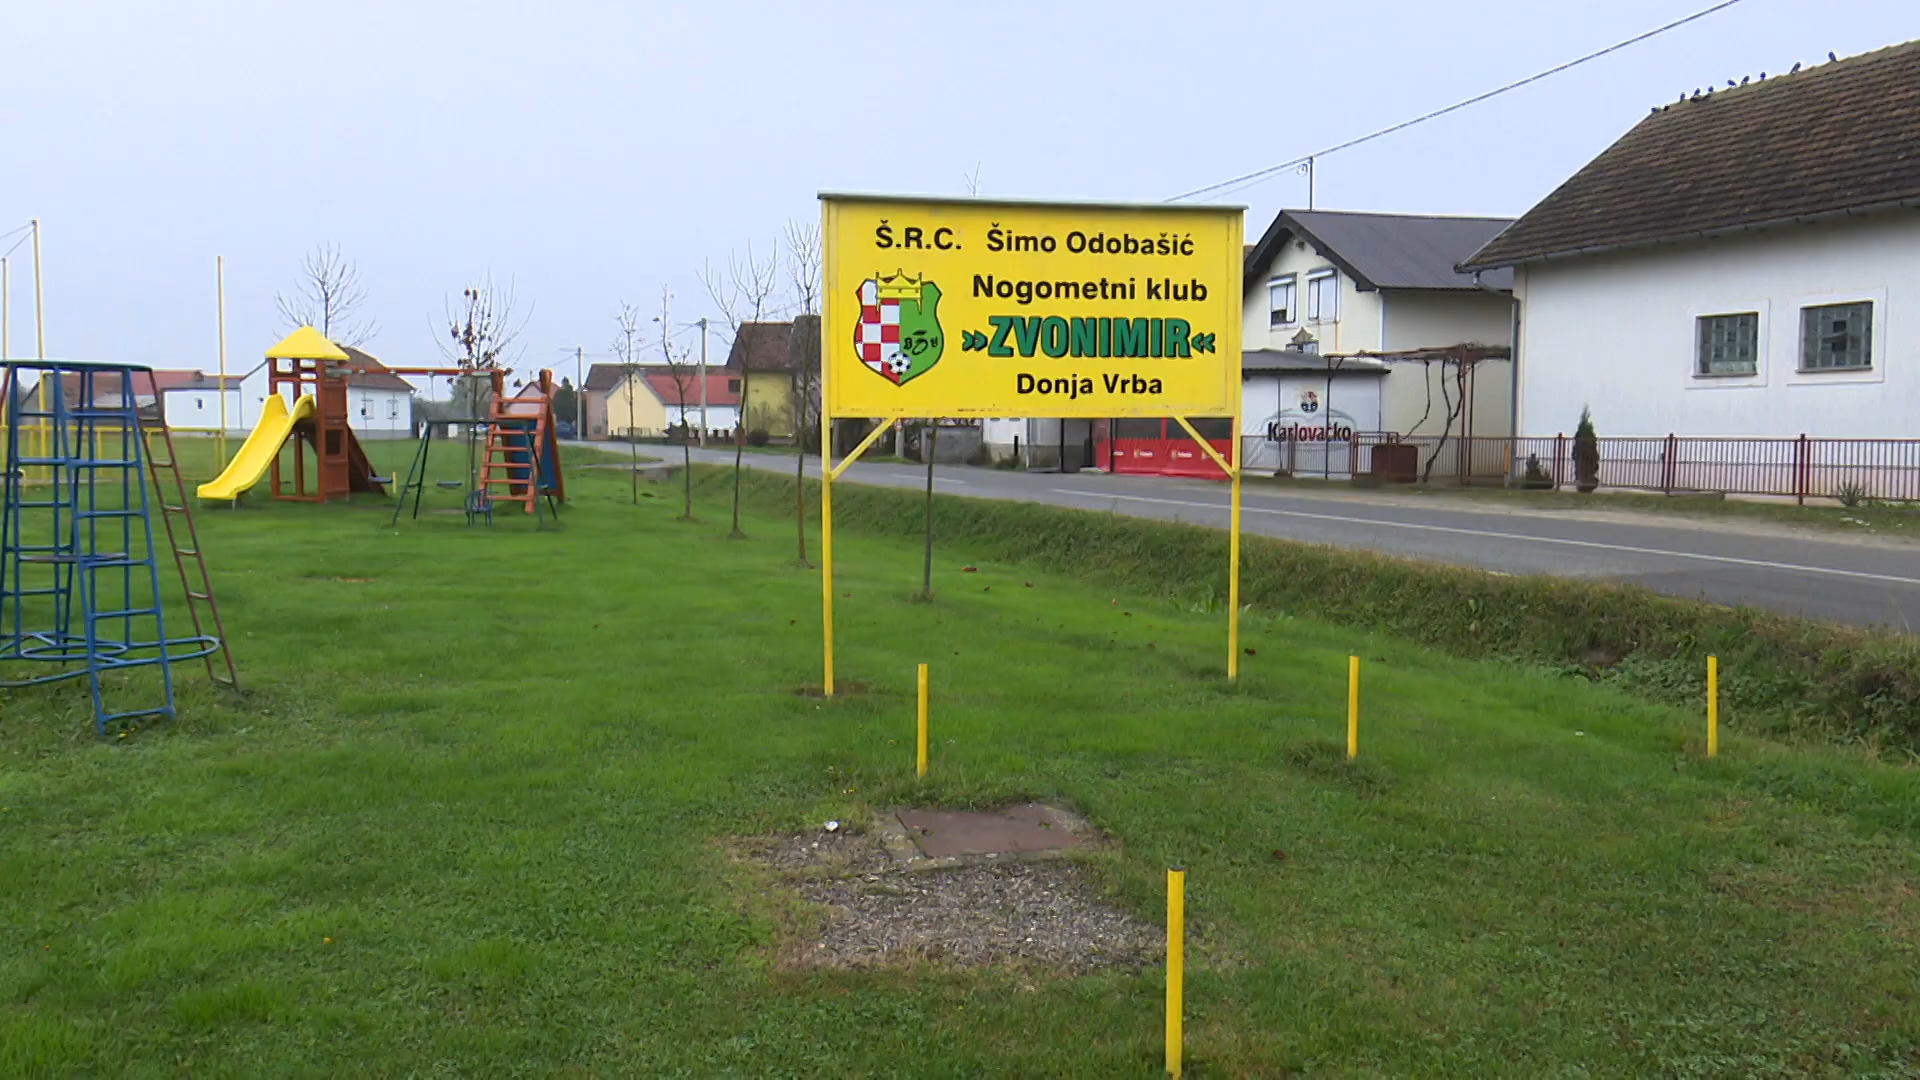 Š.R.C. Šimo Odobašić
Nogometni klub
»ZVONIMIR«
Donja Vrba
Karlovačko